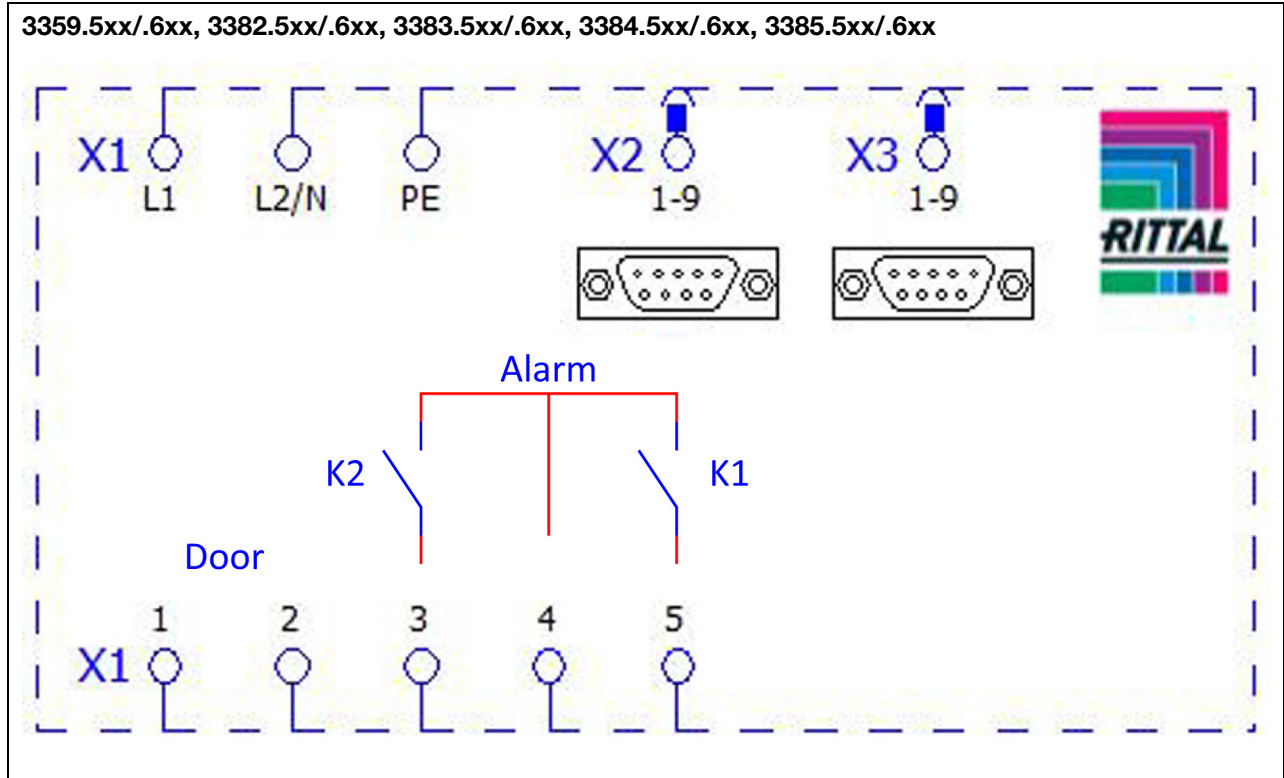 3359.5xx/.6xx, 3382.5xx/.6xx, 3383.5xx/.6xx, 3384.5xx/.6xx, 3385.5xx/.6xx
X1 X2 X3
L1 L2/N PE 1-9 1-9
RITTAL
Alarm
K2 K1
Door
1 2 3 4 5
X1